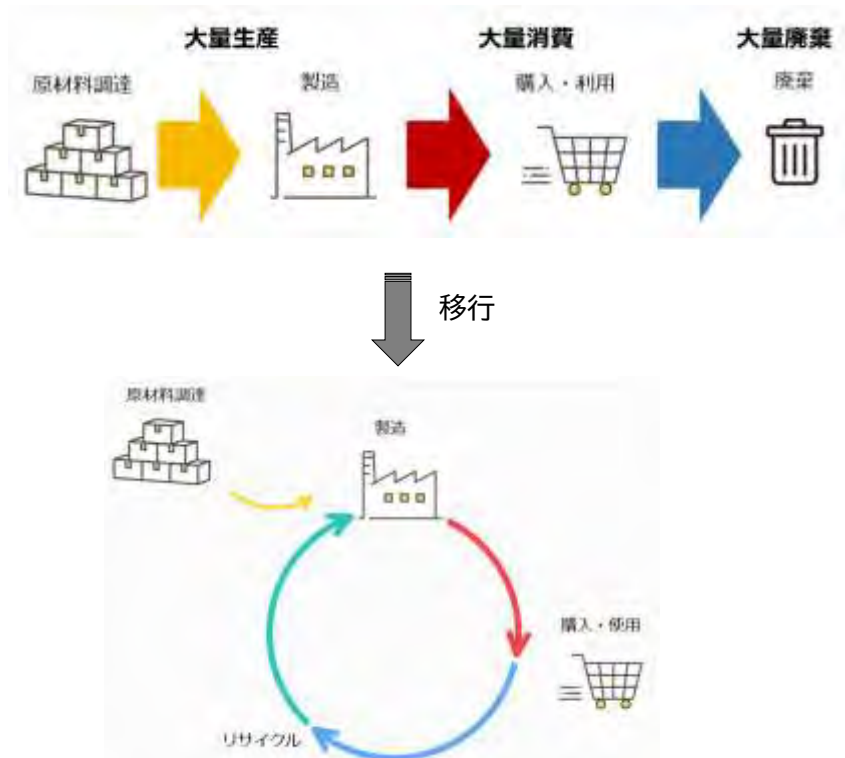 大量生産 大量消費 大量廃棄
原材料調達 製造 購入・利用 廃棄
移行
原材料調達
製造
購入・使用
リサイクル